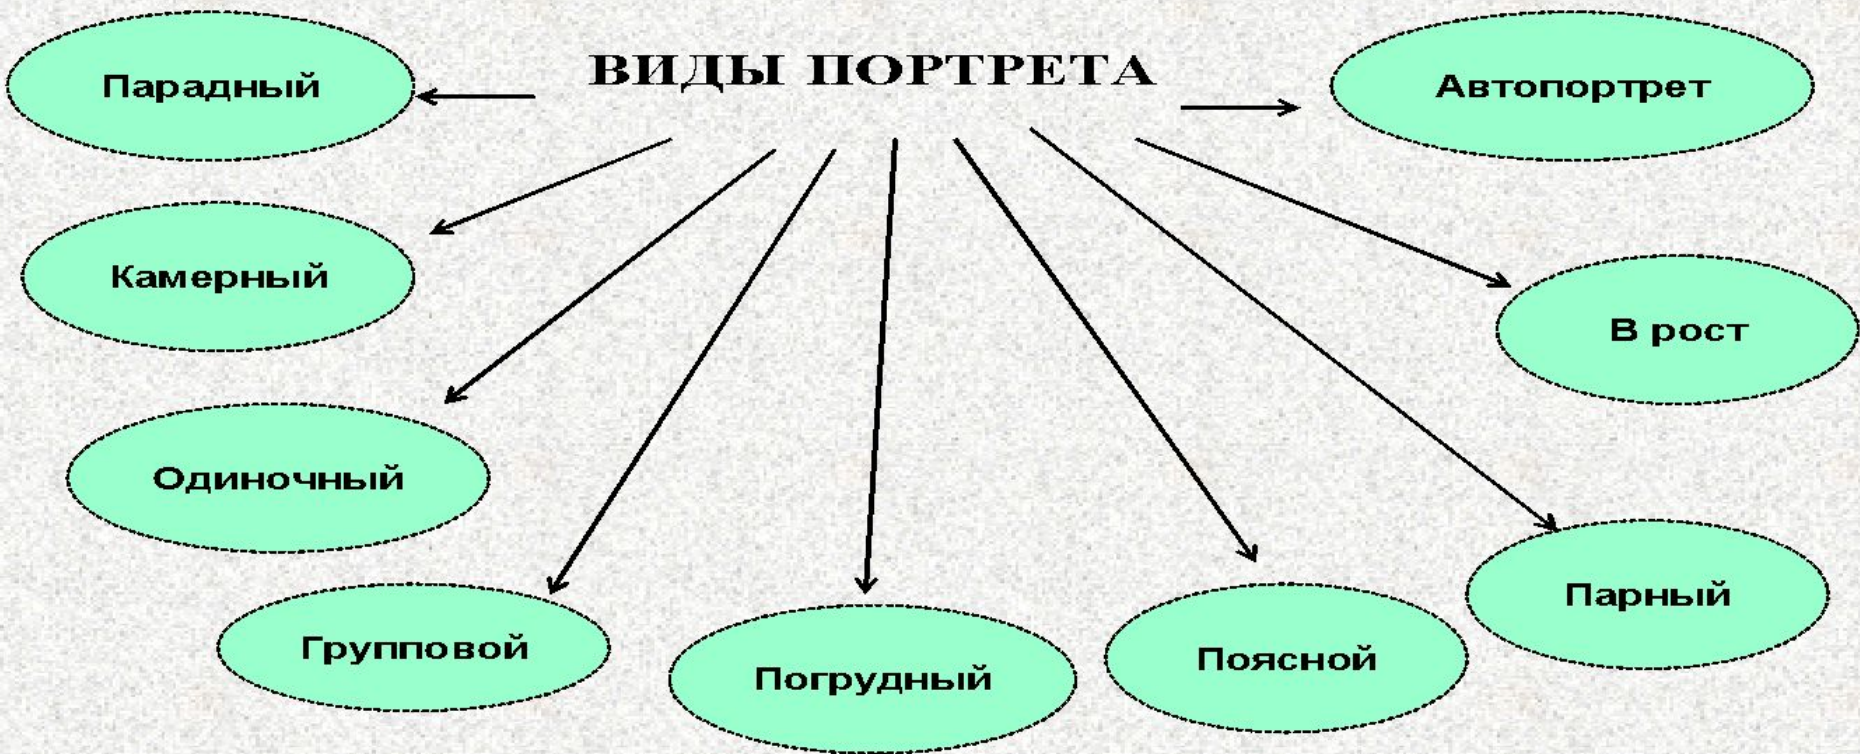 ВИДЫ ПОРТРЕТА
Парадный
Автопортрет
Камерный
В рост
Одиночный
Парный
Групповой
Погрудный
Поясной